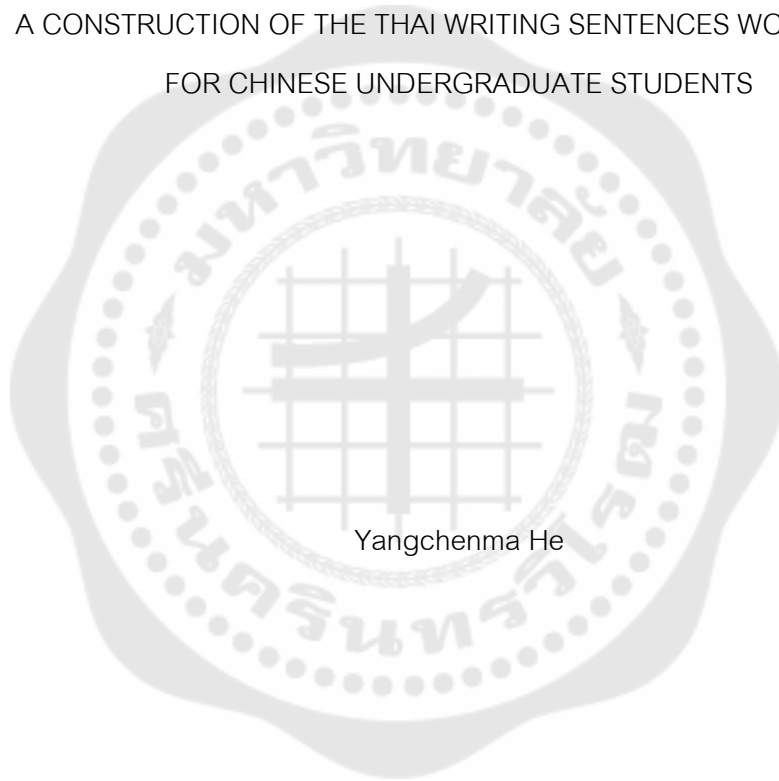 A CONSTRUCTION OF THE THAI WRITING SENTENCES
FOR CHINESE UNDERGRADUATE STUDENTS
มหาวิทยาลัย
Yangchenma He
ศรีนครินทรวิโรฒ